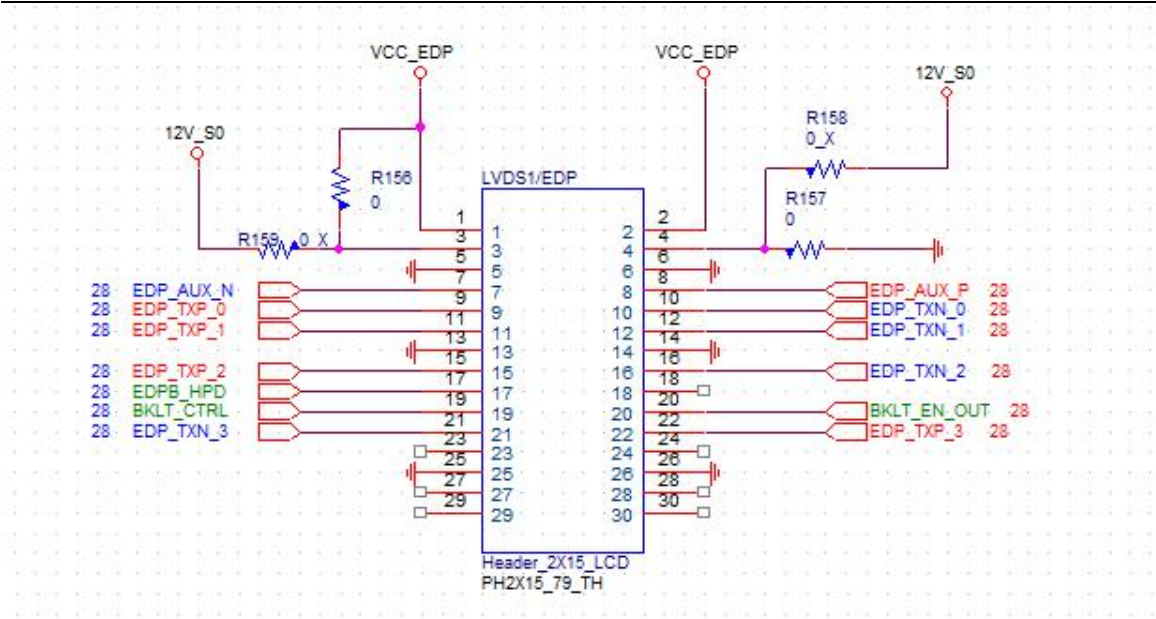 VCC_EDP VCC_EDP
12V_S0
R158
0_X
12V_S0
R156
0
LVDS1/EDP
R157
0
1 1 2 2
R159 0_X 3 3 4 4
5 5 6 6
28 EDP_AUX_N 7 7 8 8 EDP_AUX_P 28
28 EDP_TXP_0 9 9 10 10 EDP_TXN_0 28
28 EDP_TXP_1 11 11 12 12 EDP_TXN_1 28
13 13 14 14
28 EDP_TXP_2 15 15 16 16 EDP_TXN_2 28
28 EDPB_HPD 17 17 18 18
28 BKLT_CTRL 19 19 20 20 BKLT_EN_OUT 28
28 EDP_TXN_3 21 21 22 22 EDP_TXP_3 28
23 23 24 24
25 25 26 26
27 27 28 28
29 29 30 30
Header_2X15_LCD
PH2X15_79_TH